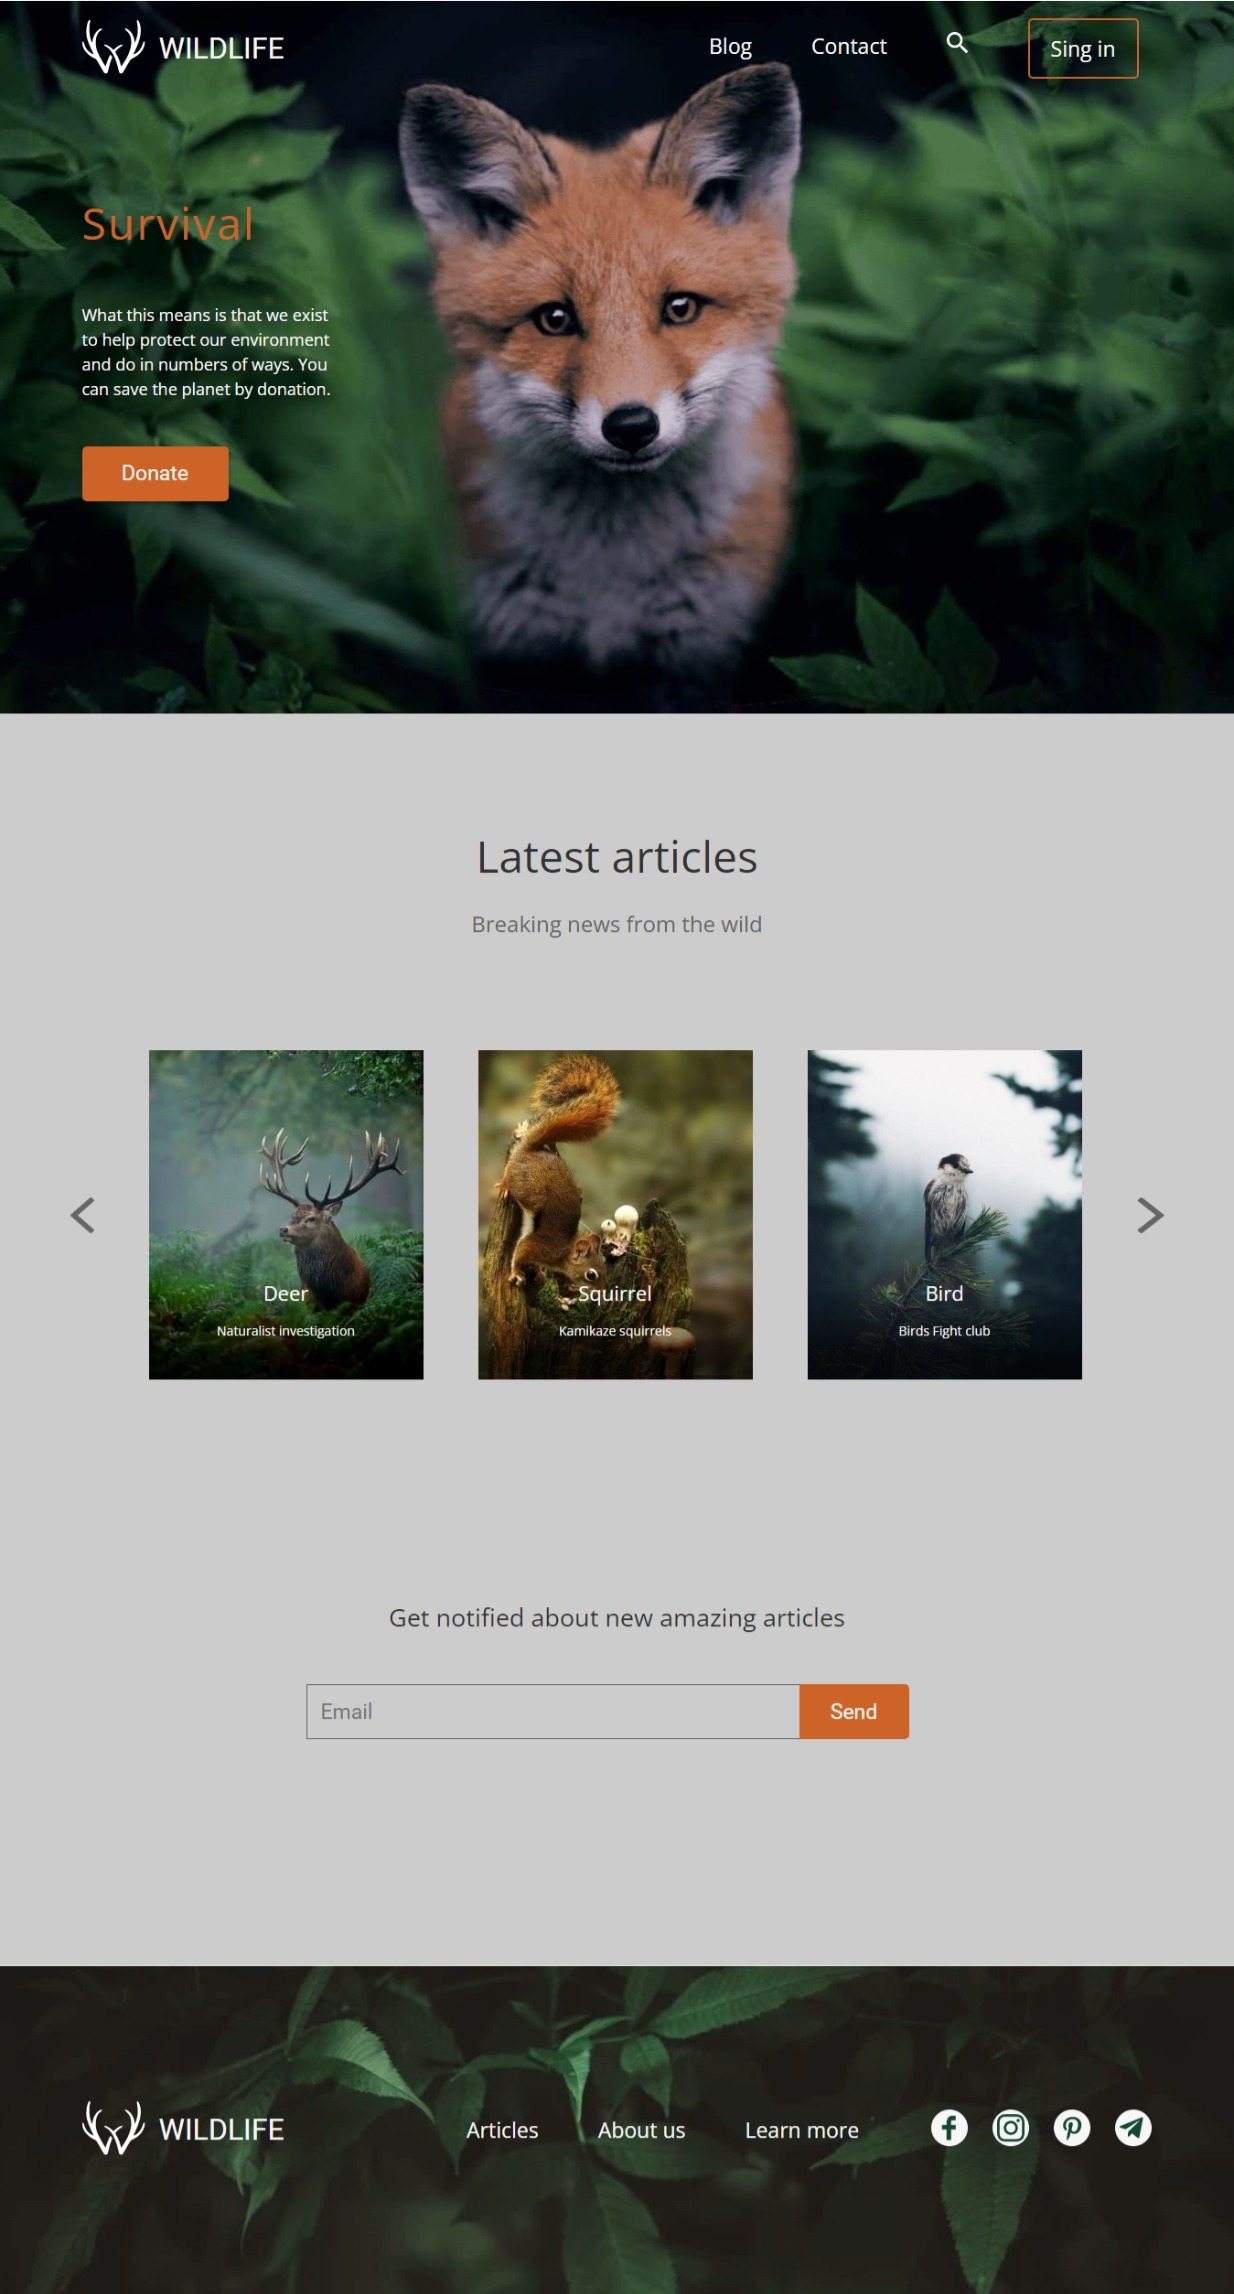 WILDLIFE
Blog
Contact
Sing in
Survival
What this means is that we exist
to help protect our environment
and do in numbers of ways. You
can save the planet by donation.
Donate
Latest articles
Breaking news from the wild
Deer
Naturalist investigation
Squirrel
Kamikaze squirrels
Bird
Birds Fight club
Get notified about new amazing articles
Email
Send
WILDLIFE
Articles
About us
Learn more